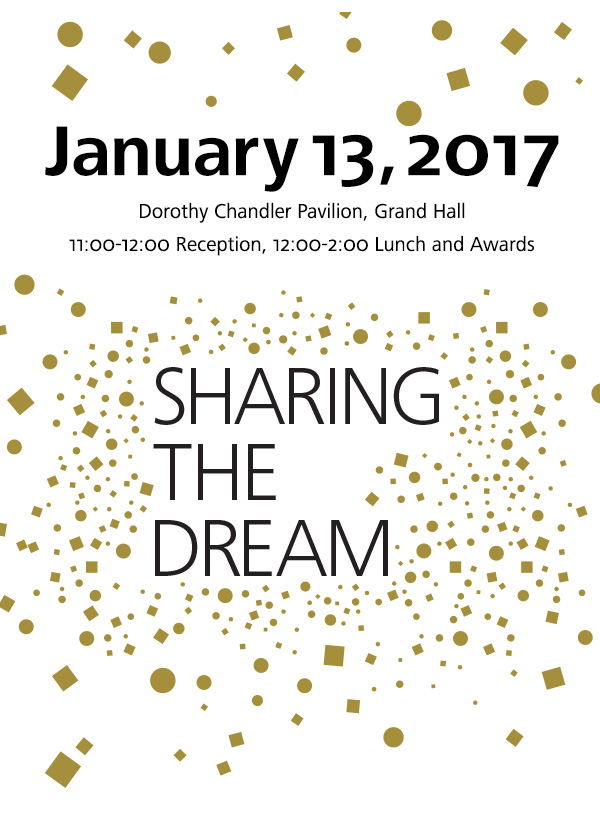 January 13, 2017
Dorothy Chandler Pavilion, Grand Hall
11:00-12:00 Reception, 12:00-2:00 Lunch and Awards
SHARING
THE
DREAM